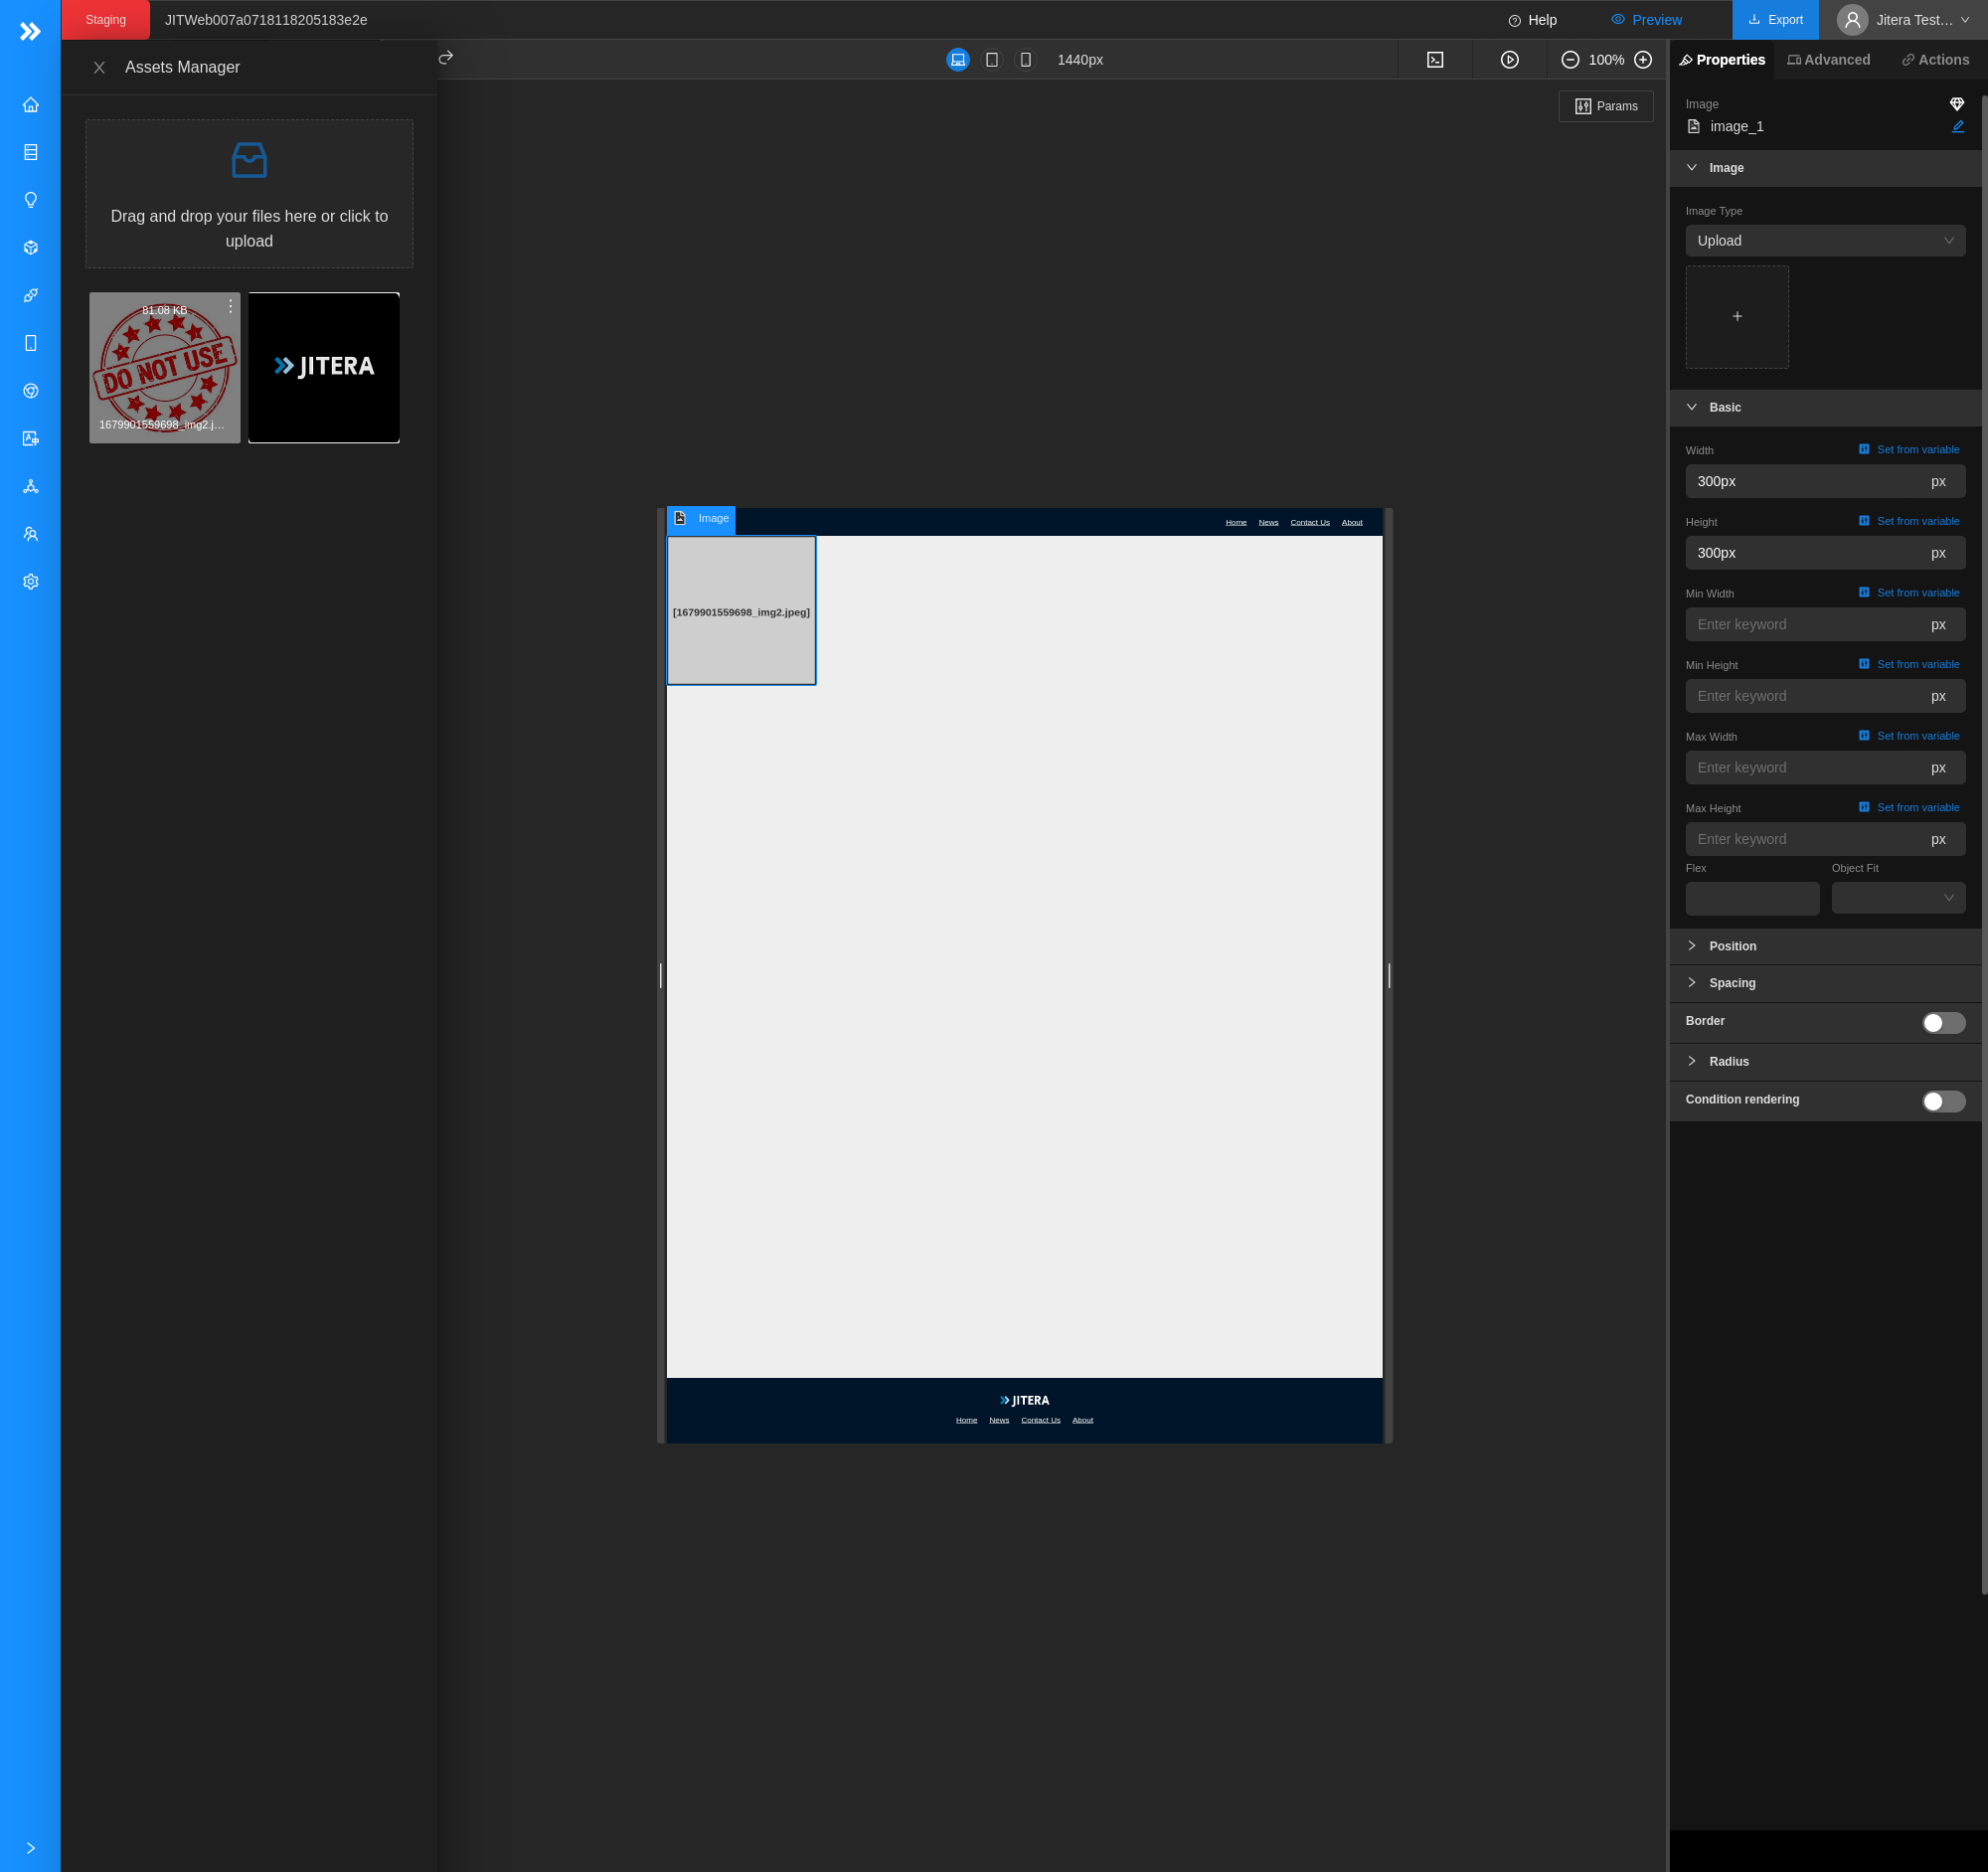 Staging
JITWeb007a0718118205183e2e
Help
Preview
Export
Jitera Test…
Assets Manager
1440px
100%
Properties
Advanced
Actions
Params
Drag and drop your files here or click to
upload
81.08 KB
DO NOT USE
1679901559698_img2.j…
JITERA
Image
image_1
Image
Image Type
Upload
Basic
Width
Set from variable
300px
px
Height
Set from variable
300px
px
Min Width
Set from variable
Enter keyword
px
Min Height
Set from variable
Enter keyword
px
Max Width
Set from variable
Enter keyword
px
Max Height
Set from variable
Enter keyword
px
Flex
Object Fit
Position
Spacing
Border
Radius
Condition rendering
Image
Home News Contact Us About
[1679901559698_img2.jpeg]
JITERA
Home News Contact Us About